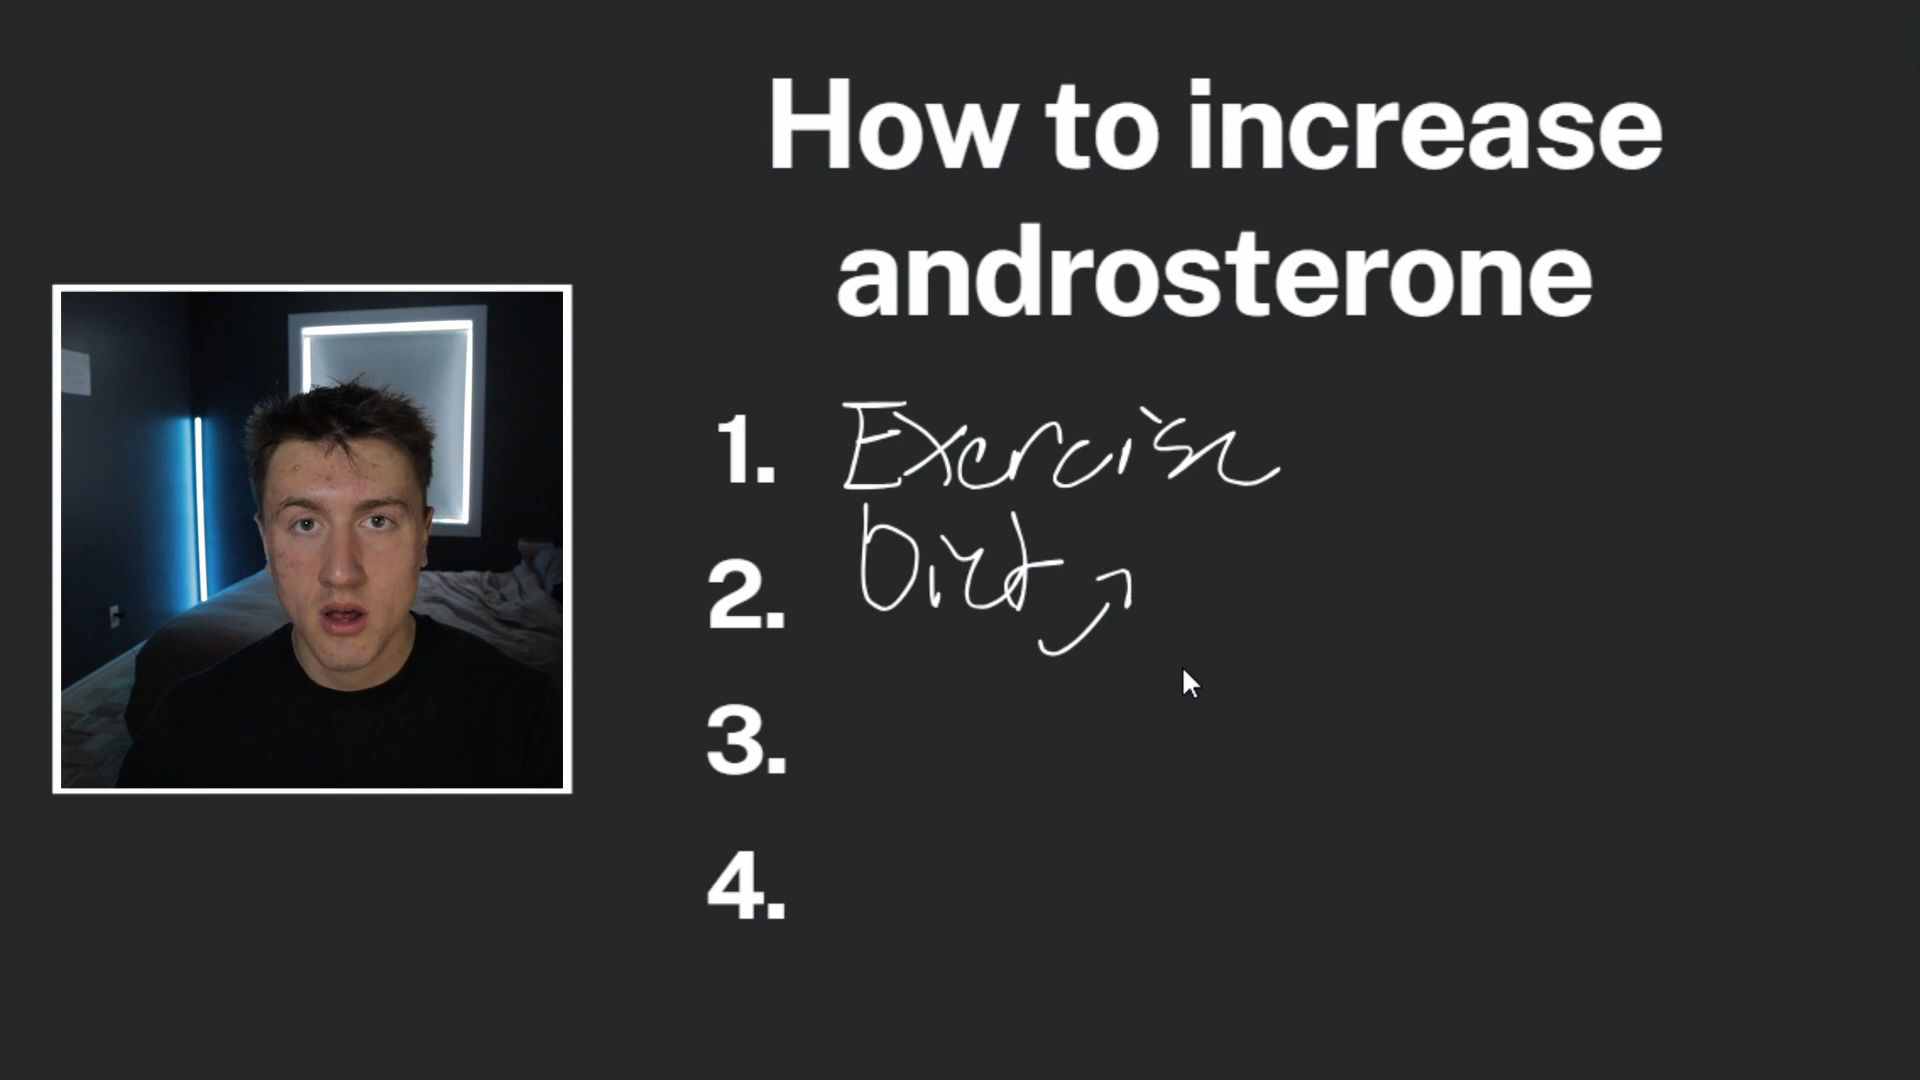 How to increase
androsterone
1. Exercise
2. Diet
3.
4.